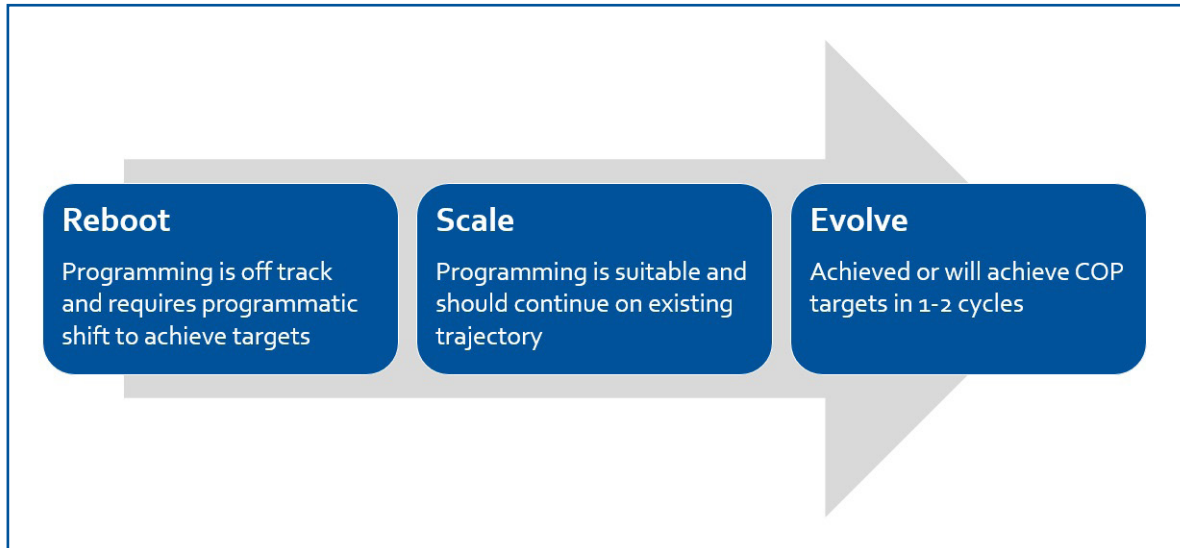 Reboot
Programming is off track
and requires programmatic
shift to achieve targets
Scale
Programming is suitable and
should continue on existing
trajectory
Evolve
Achieved or will achieve COP
targets in 1-2 cycles